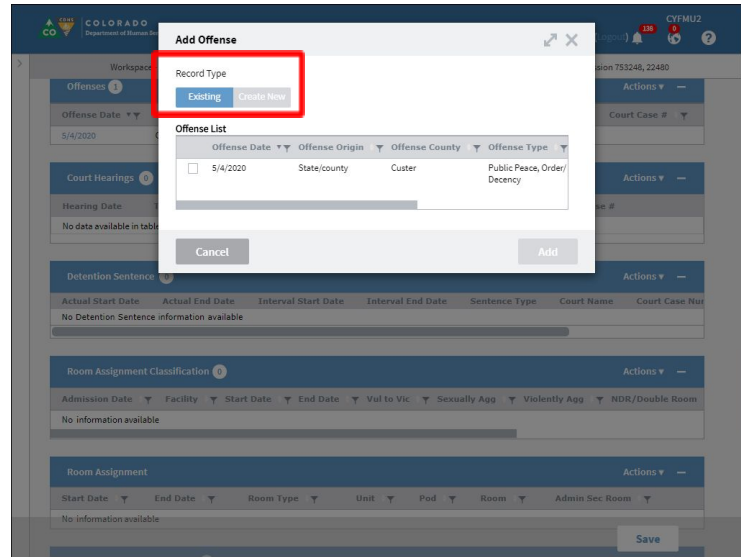 CDHS
CO
COLORADO
Department of Human Ser
CYFMU2
(Logout)
138
0
?
Workspace
ssion 753248, 22480
Add Offense
Record Type
Existing Create New
Offense List
Offense Date Offense Origin Offense County Offense Type
5/4/2020 State/county Custer Public Peace, Order/
Decency
Cancel Add
Offenses 1 Actions
Offense Date Court Case #
5/4/2020
Court Hearings 0 Actions
Hearing Date se #
No data available in table
Detention Sentence 0 Actions
Actual Start Date Actual End Date Interval Start Date Interval End Date Sentence Type Court Name Court Case Nu
No Detention Sentence information available
Room Assignment Classification 0 Actions
Admission Date Facility Start Date End Date Vul to Vic Sexually Agg Violently Agg NDR/Double Room
No information available
Room Assignment Actions
Start Date End Date Room Type Unit Pod Room Admin Sec Room
No information available
Save